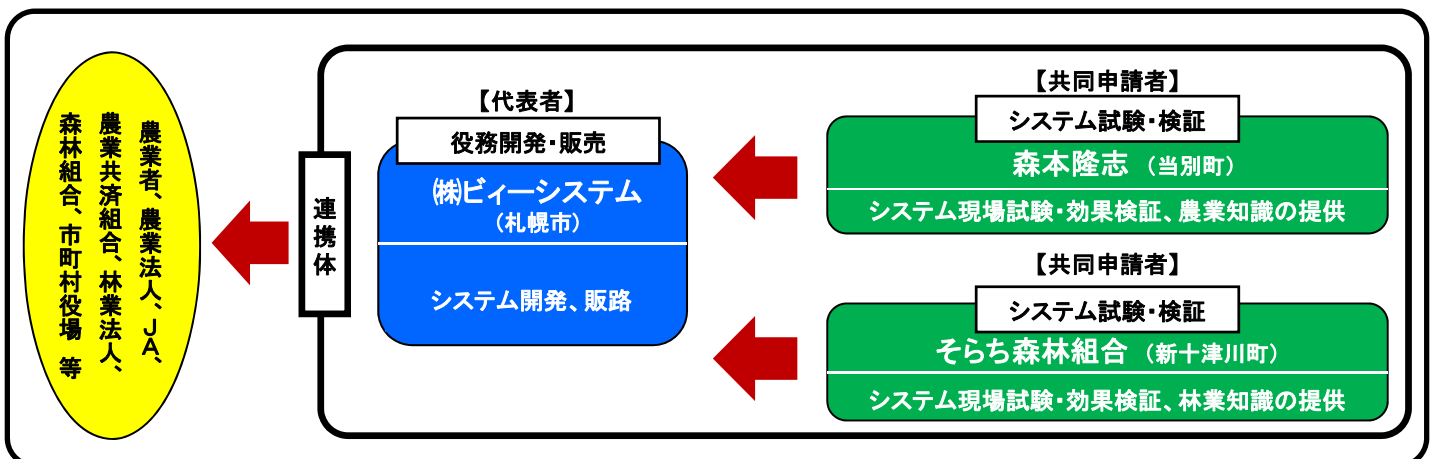 農業者、農業法人、JA、
農業共済組合、林業法人、
森林組合、市町村役場 等
連携体
【代表者】
役務開発・販売
㈱ビィーシステム
(札幌市)
システム開発、販路
【共同申請者】
システム試験・検証
森本隆志 (当別町)
システム現場試験・効果検証、農業知識の提供
【共同申請者】
システム試験・検証
そらち森林組合 (新十津川町)
システム現場試験・効果検証、林業知識の提供